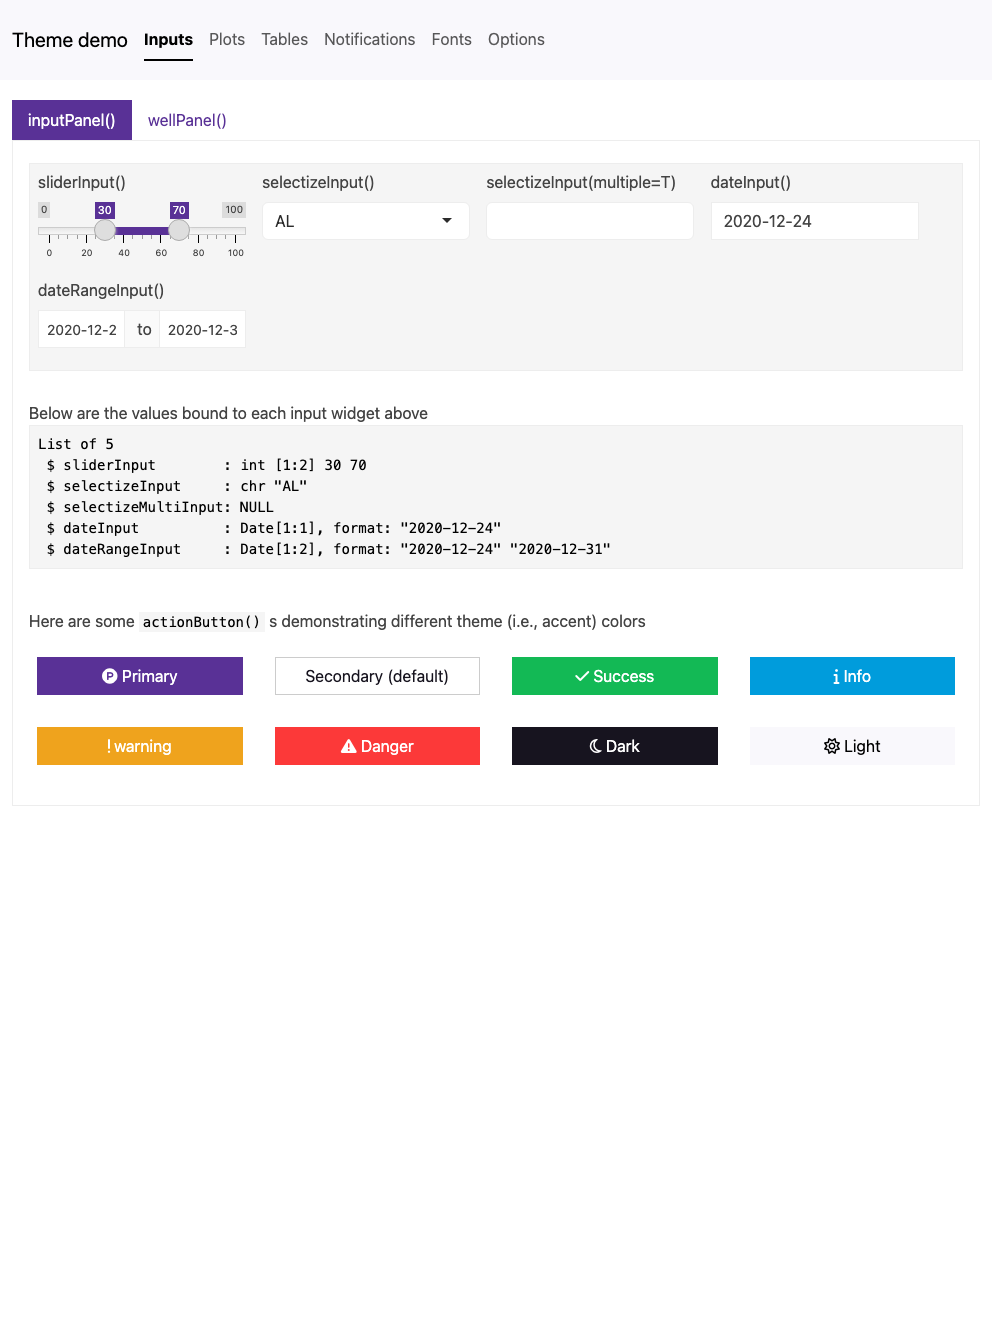 Theme demo Inputs Plots Tables Notifications Fonts Options
inputPanel() wellPanel()
sliderInput() selectizeInput() selectizeInput(multiple=T) dateInput()
0 30 70 100
AL 2020-12-24
0 20 40 60 80 100
dateRangeInput()
2020-12-2 to 2020-12-3
Below are the values bound to each input widget above
List of 5
 $ sliderInput        : int [1:2] 30 70
 $ selectizeInput     : chr "AL"
 $ selectizeMultiInput: NULL
 $ dateInput          : Date[1:1], format: "2020-12-24"
 $ dateRangeInput     : Date[1:2], format: "2020-12-24" "2020-12-31"
Here are some actionButton() s demonstrating different theme (i.e., accent) colors
Primary Secondary (default) Success Info
warning Danger Dark Light